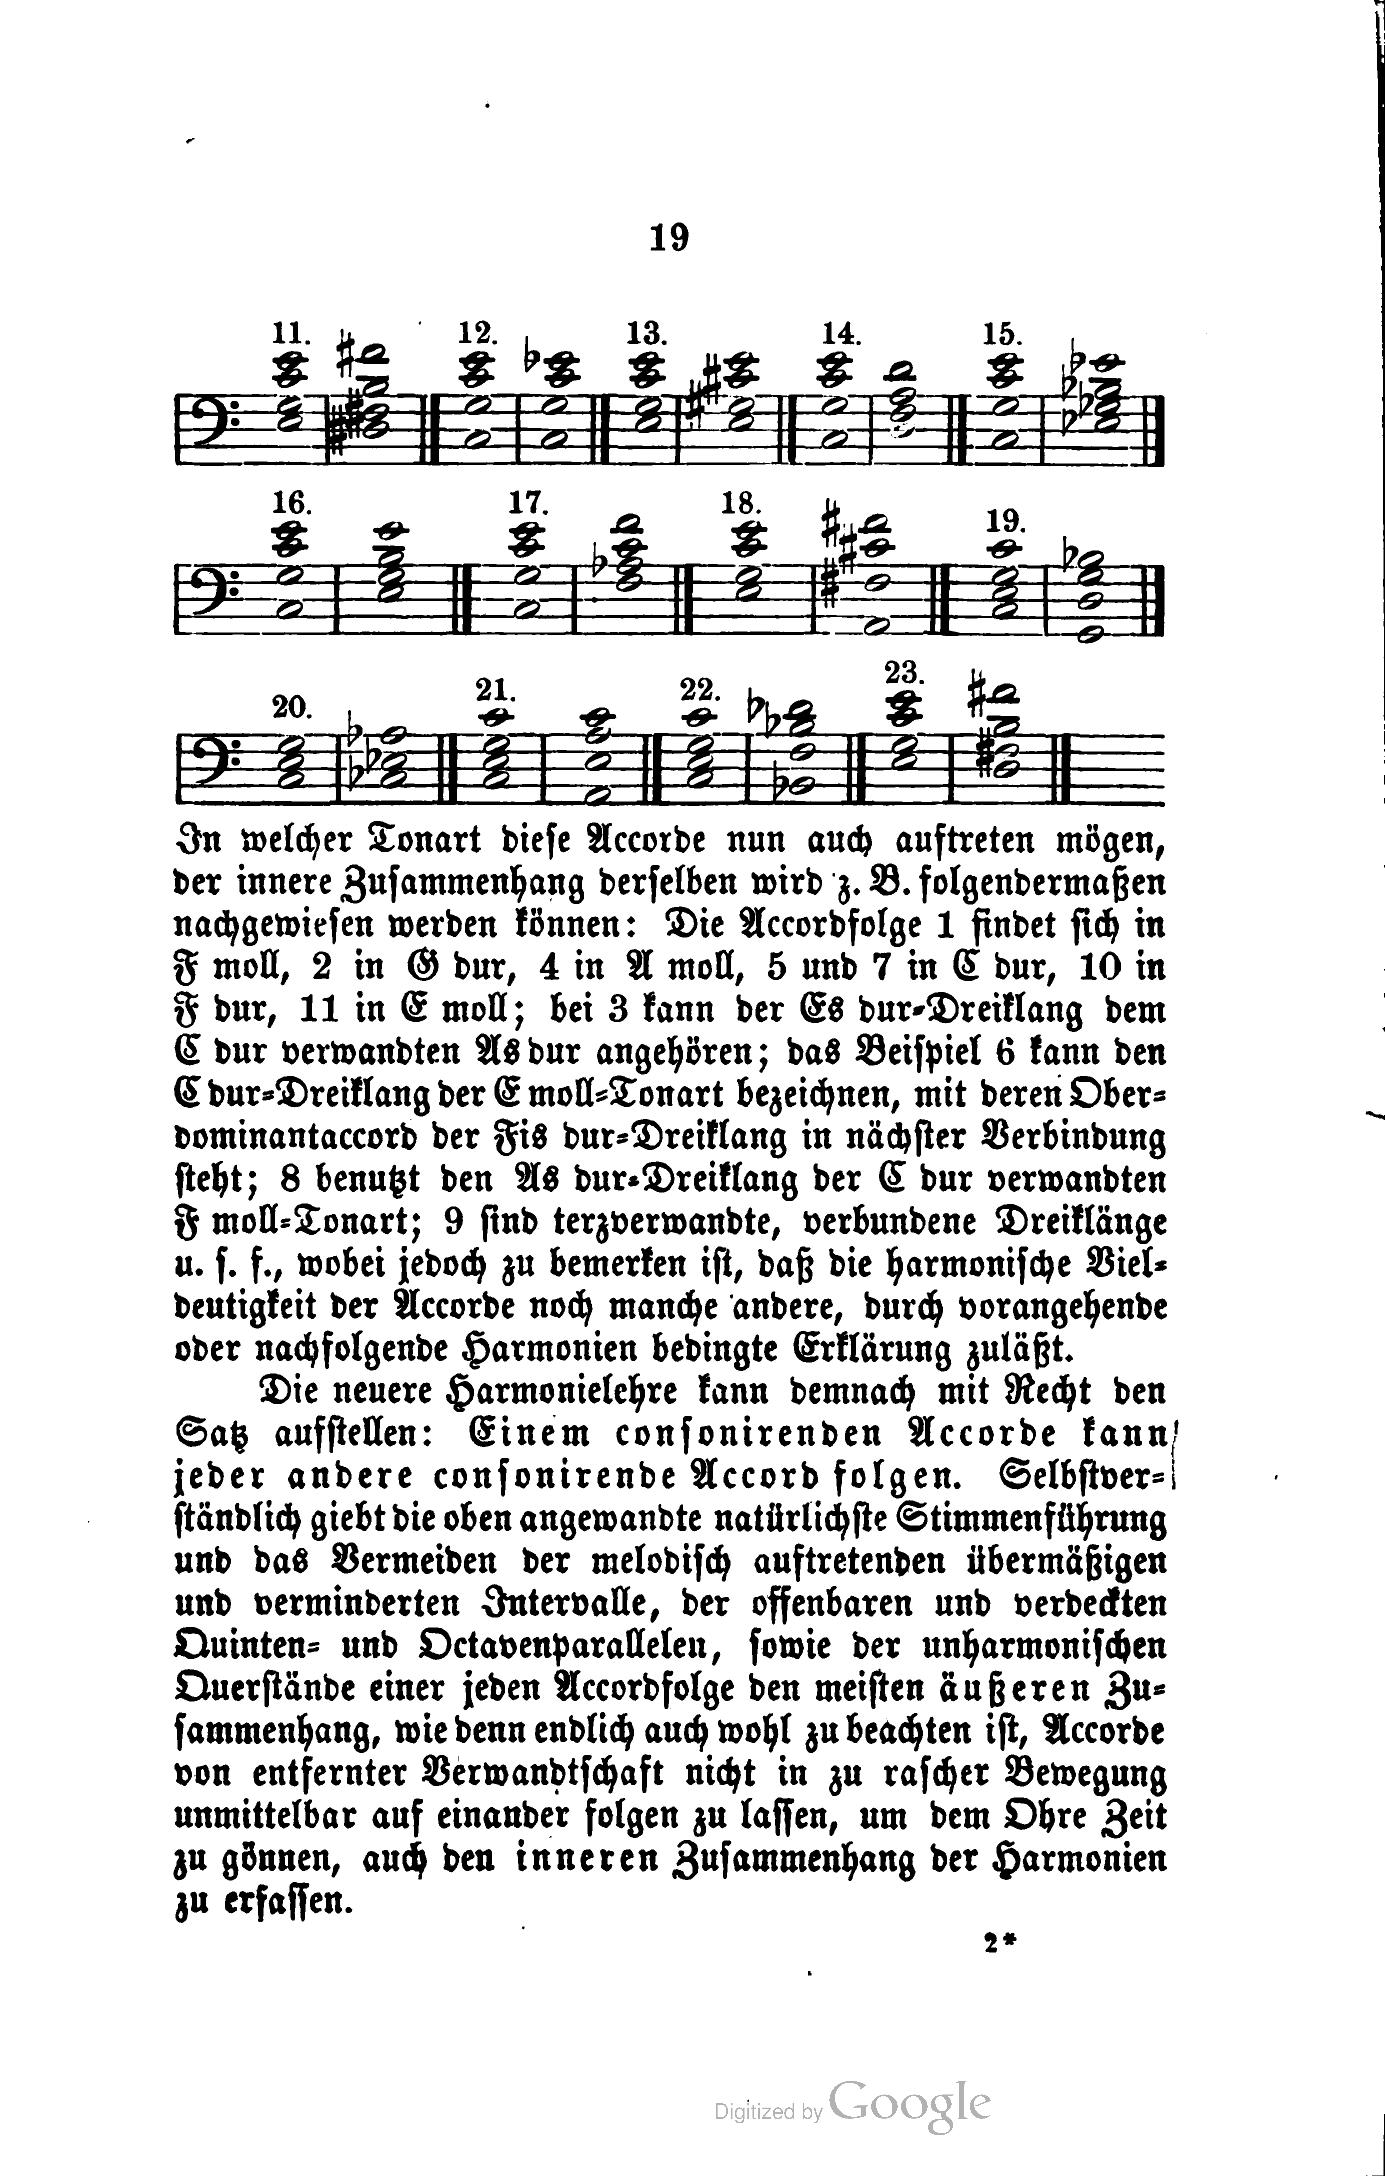 19
11. 12. 13. 14. 15.
16. 17. 18. 19.
20. 21. 22. 23.
In welcher Tonart diese Accorde nun auch auftreten mögen,
der innere Zusammenhang derselben wird z. B. folgendermaßen
nachgewiesen werden können: Die Accordfolge 1 findet sich in
F moll, 2 in G dur, 4 in A moll, 5 und 7 in C dur, 10 in
F dur, 11 in E moll; bei 3 kann der Es dur-Dreiklang dem
C dur verwandten As dur angehören; das Beispiel 6 kann den
C dur-Dreiklang der E moll-Tonart bezeichnen, mit deren Ober-
dominantaccord der Fis dur-Dreiklang in nächster Verbindung
steht; 8 benutzt den As dur-Dreiklang der C dur verwandten
F moll-Tonart; 9 sind terzverwandte, verbundene Dreiklänge
u. s. f., wobei jedoch zu bemerken ist, daß die harmonische Viel-
deutigkeit der Accorde noch manche andere, durch vorangehende
oder nachfolgende Harmonien bedingte Erklärung zuläßt.
Die neuere Harmonielehre kann demnach mit Recht den
Satz aufstellen: Einem consonirenden Accorde kann
jeder andere consonirende Accord folgen. Selbstver-
ständlich giebt die oben angewandte natürlichste Stimmenführung
und das Vermeiden der melodisch auftretenden übermäßigen
und verminderten Intervalle, der offenbaren und verdeckten
Quinten- und Octavenparallelen, sowie der unharmonischen
Querstände einer jeden Accordfolge den meisten äußeren Zu-
sammenhang, wie denn endlich auch wohl zu beachten ist, Accorde
von entfernter Verwandtschaft nicht in zu rascher Bewegung
unmittelbar auf einander folgen zu lassen, um dem Ohre Zeit
zu gönnen, auch den inneren Zusammenhang der Harmonien
zu erfassen.
2*
Digitized by Google